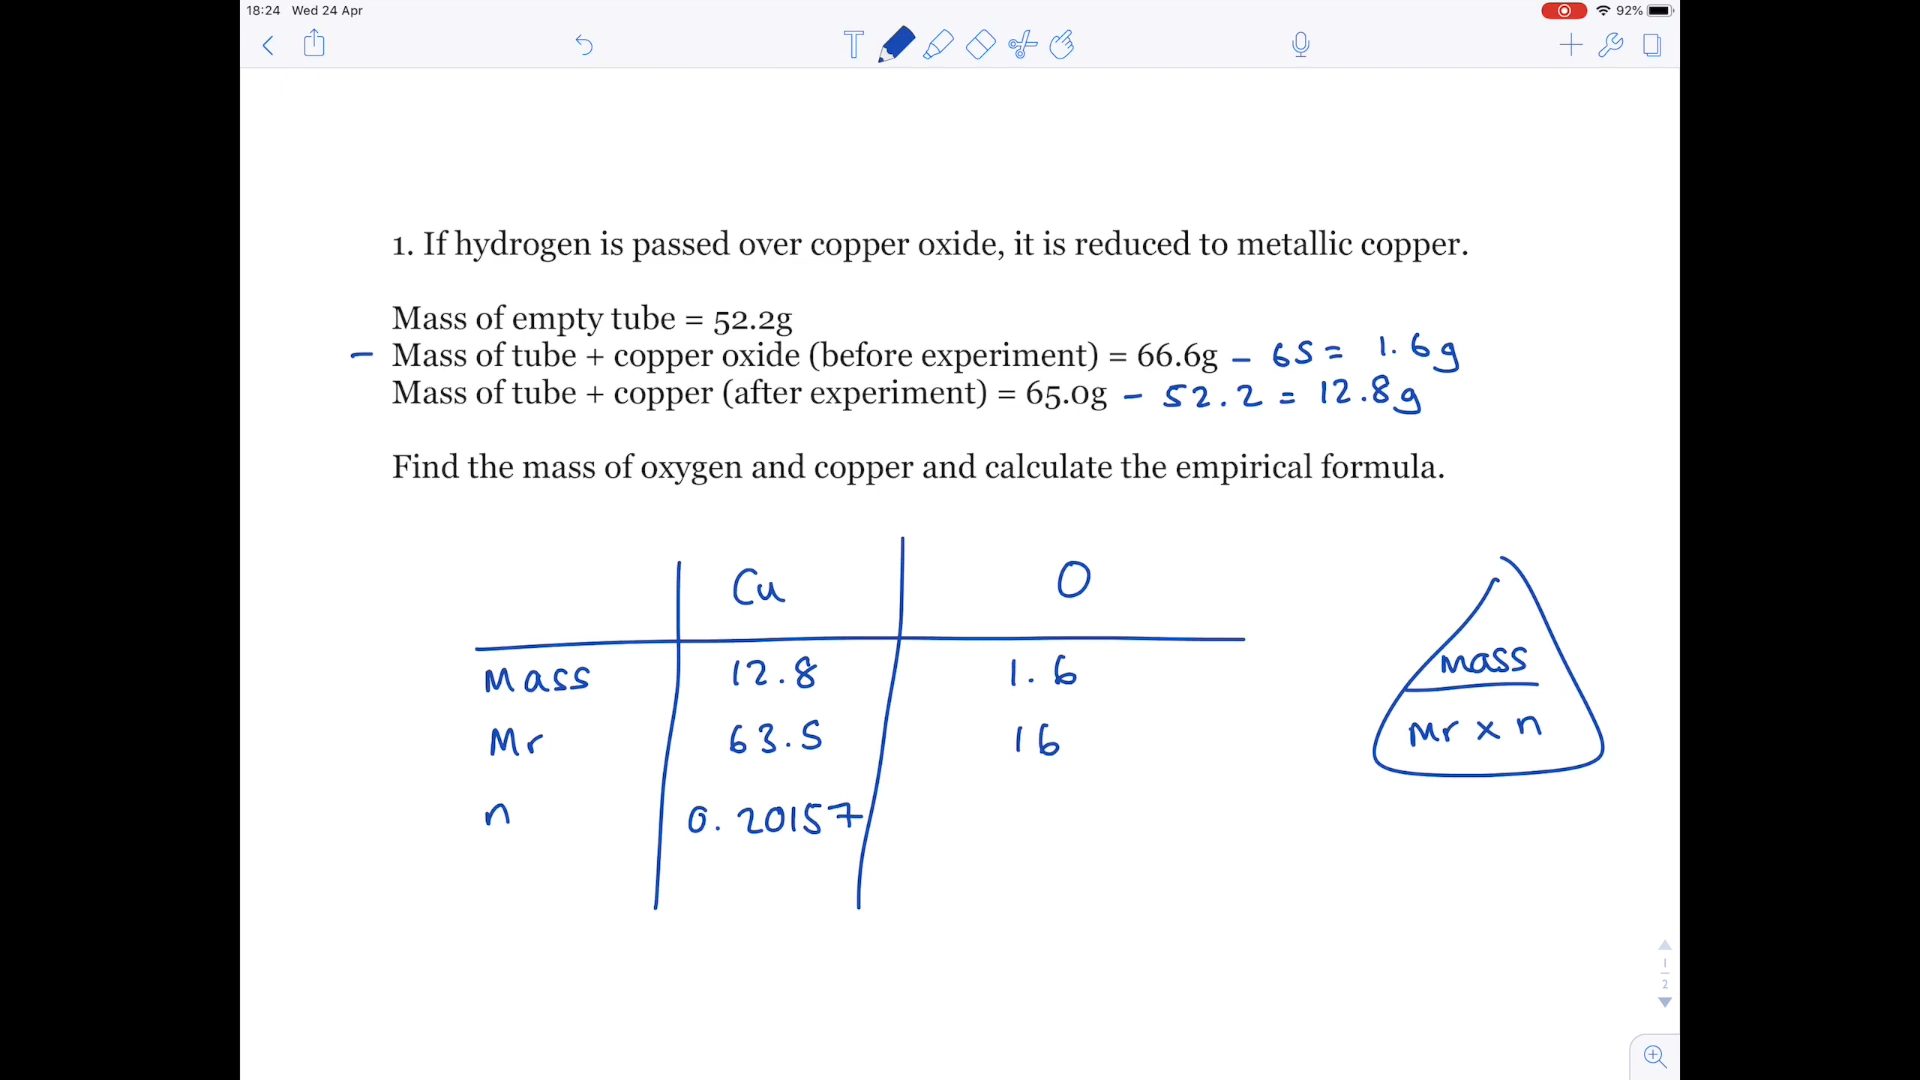 18:24 Wed 24 Apr 92%
T
1. If hydrogen is passed over copper oxide, it is reduced to metallic copper.
Mass of empty tube = 52.2g
- Mass of tube + copper oxide (before experiment) = 66.6g - 65 = 1.6g
Mass of tube + copper (after experiment) = 65.0g - 52.2 = 12.8g
Find the mass of oxygen and copper and calculate the empirical formula.
Cu O
Mass 12.8 1.6
Mr 63.5 16
n 0.20157
mass
Mr x n
1
2